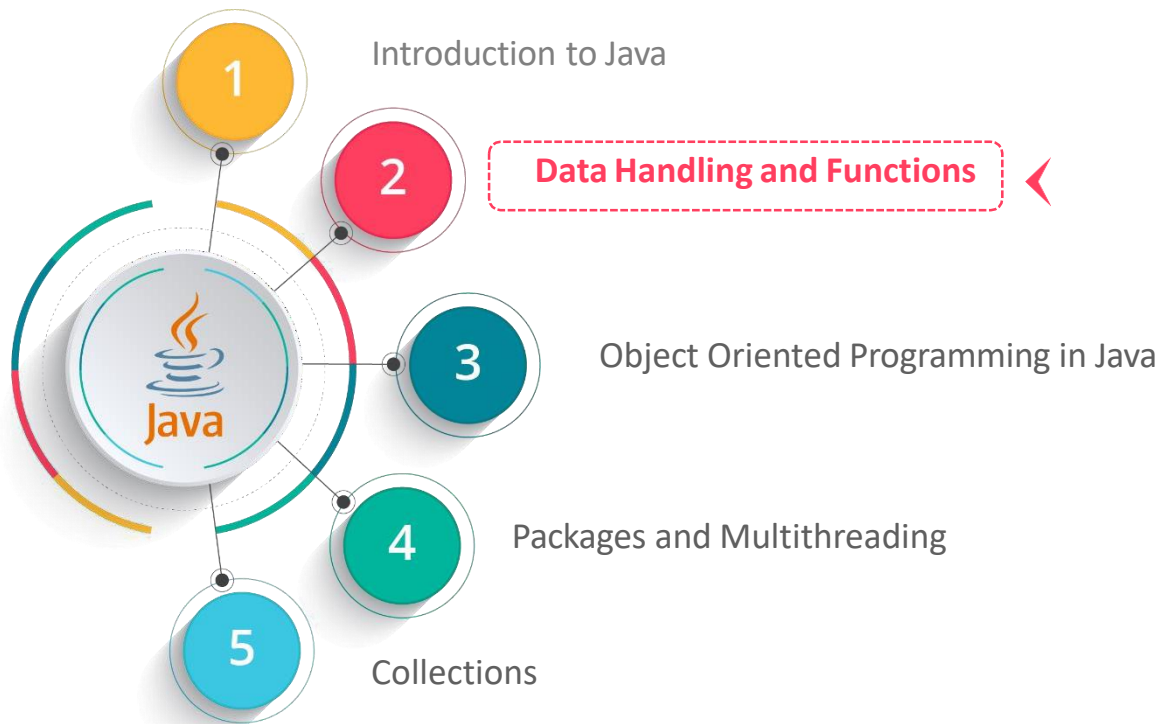 1
Introduction to Java
2
Data Handling and Functions
3
Object Oriented Programming in Java
Java
4
Packages and Multithreading
5
Collections